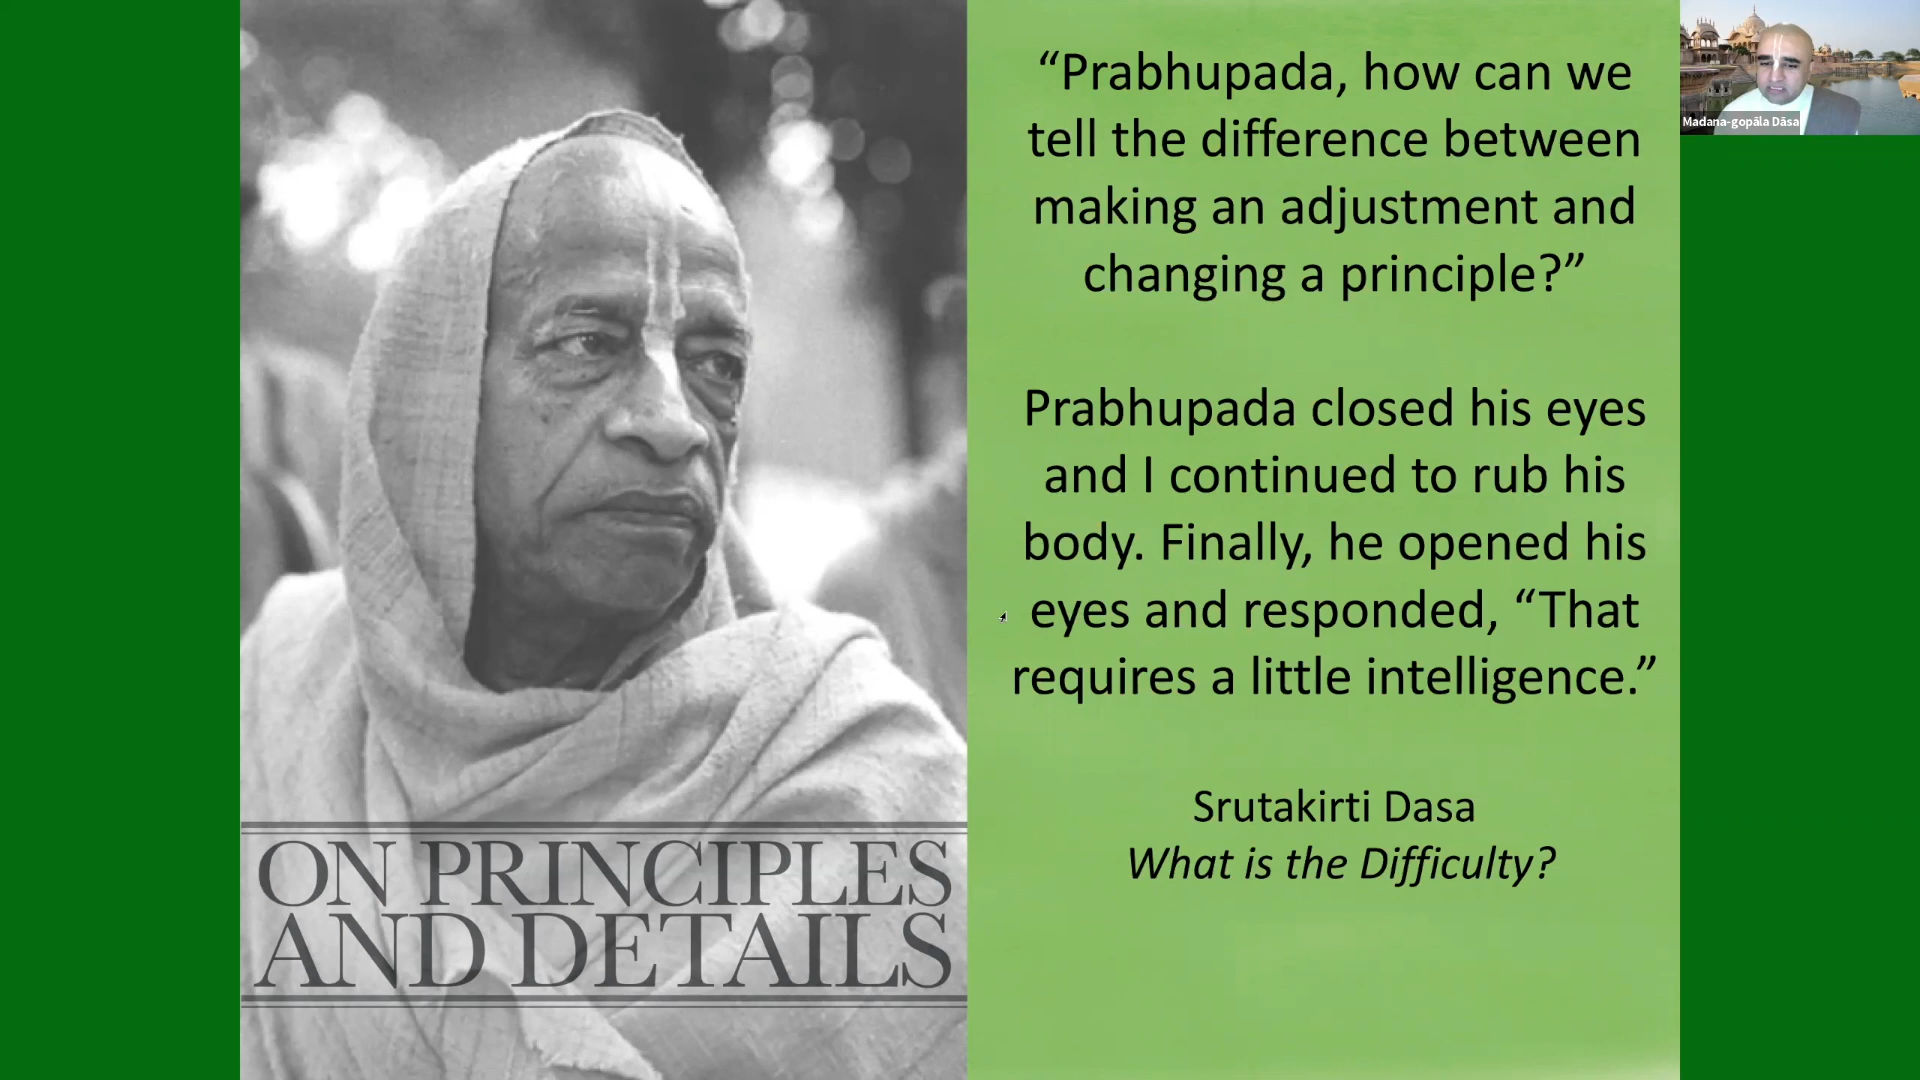 “Prabhupada, how can we
tell the difference between
making an adjustment and
changing a principle?”
Prabhupada closed his eyes
and I continued to rub his
body. Finally, he opened his
eyes and responded, “That
requires a little intelligence.”
Srutakirti Dasa
What is the Difficulty?
ON PRINCIPLES
AND DETAILS
Madana-gopāla Dāsa